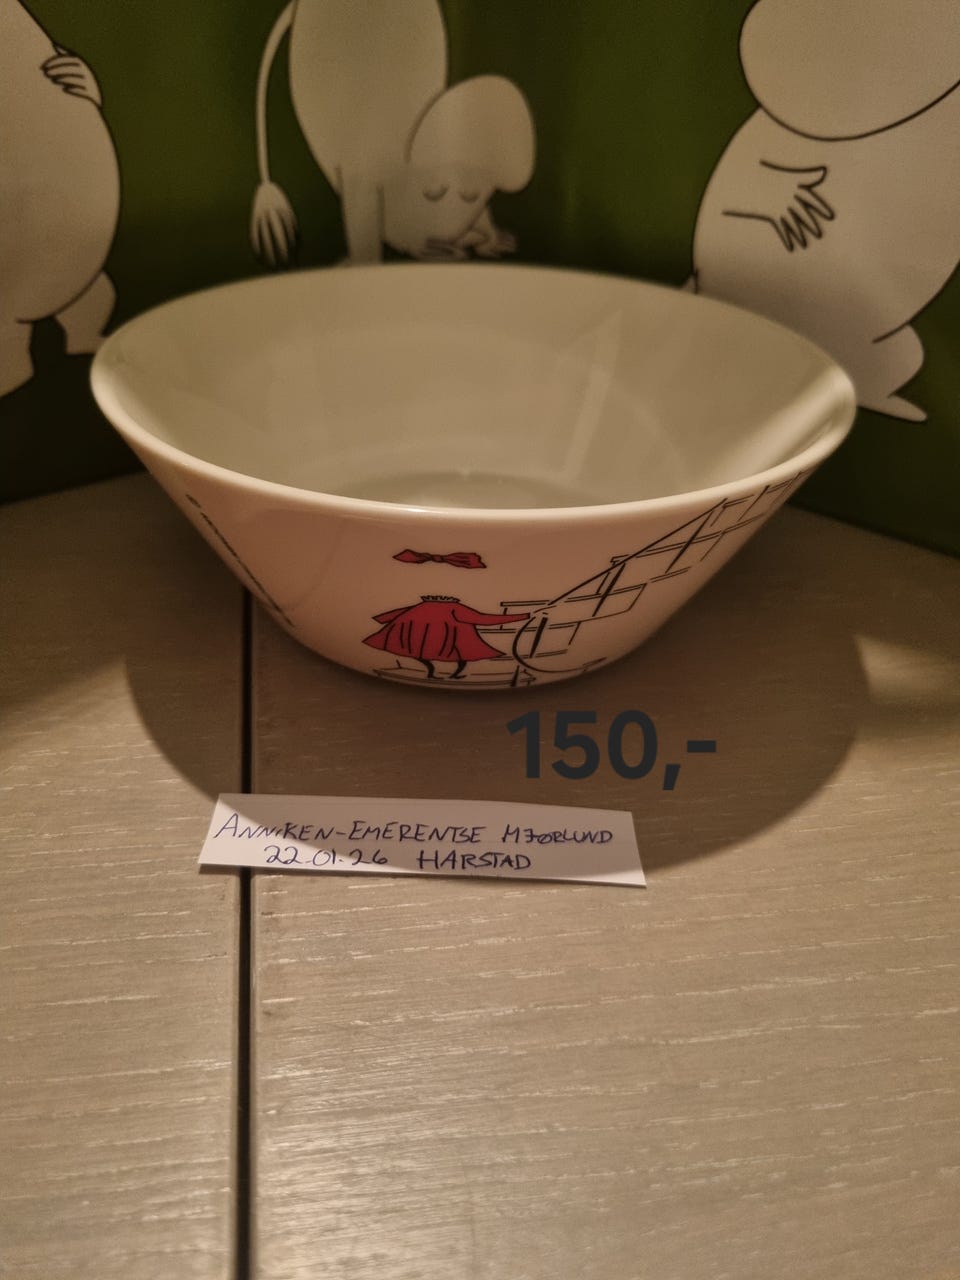 150,-
ANNIKEN-EMERENTSE MJØRLUND
22.01.26 HARSTAD